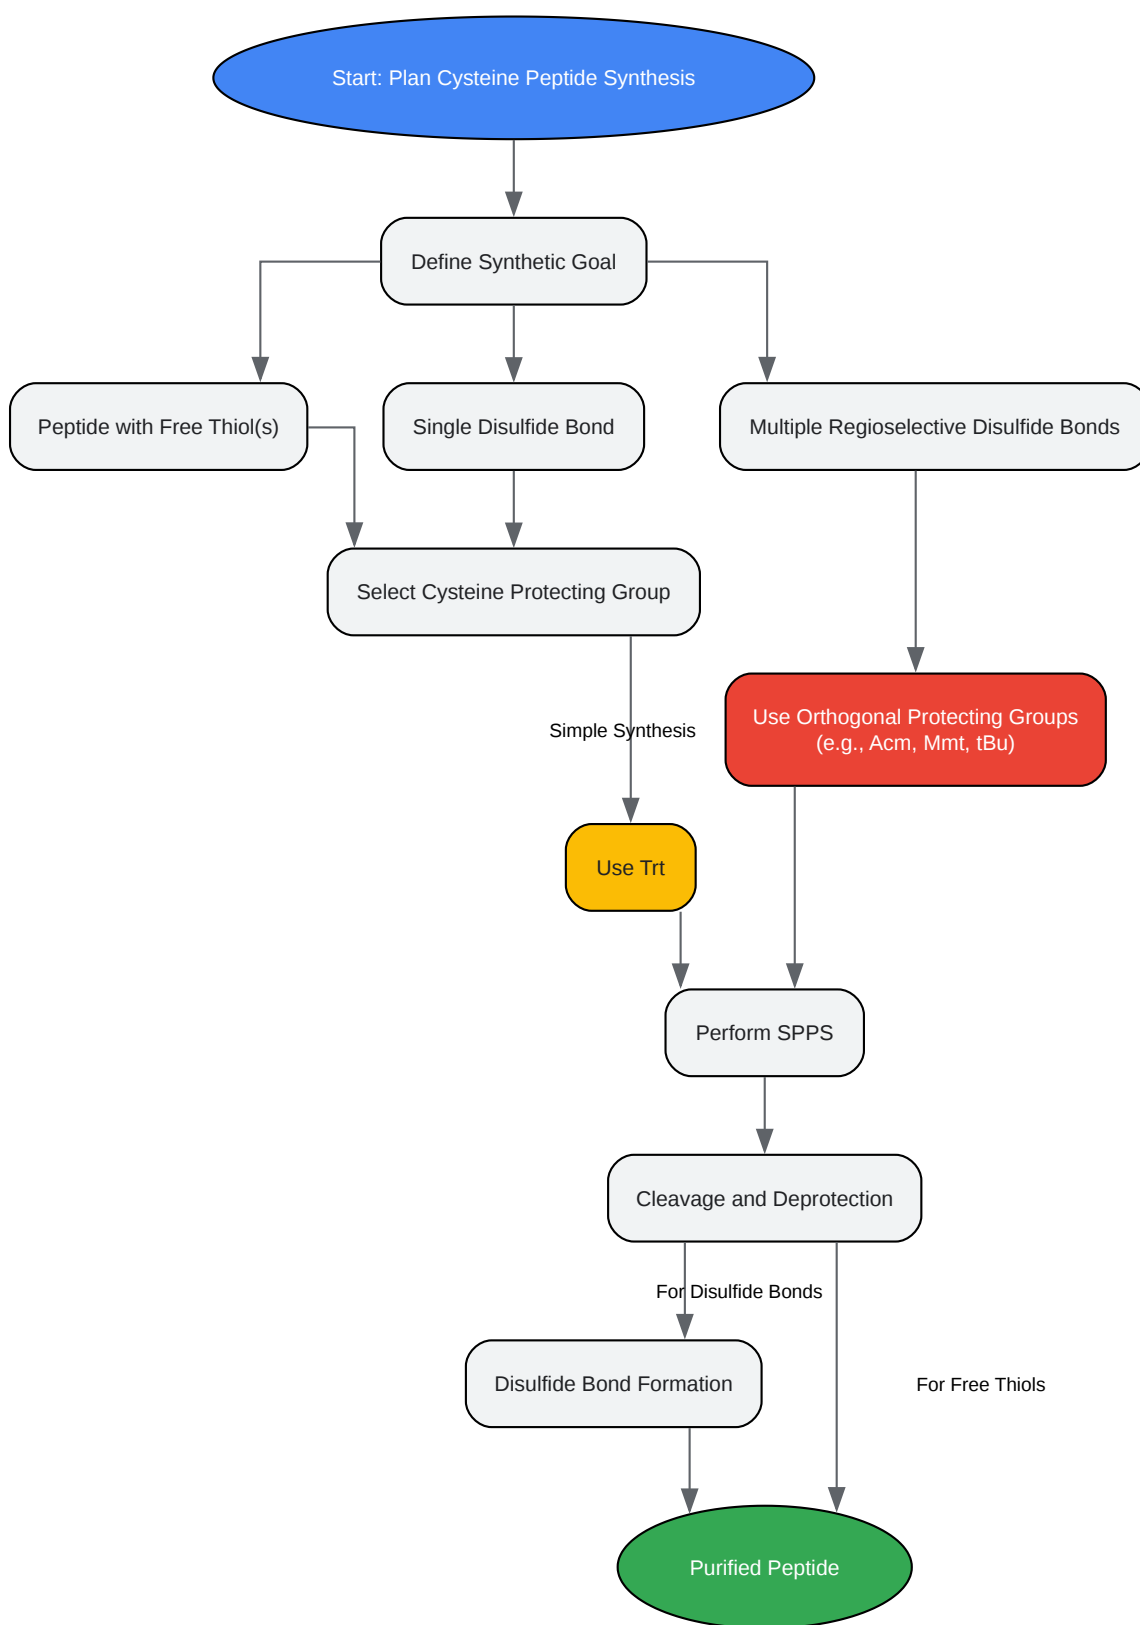 Start: Plan Cysteine Peptide Synthesis
Define Synthetic Goal
Peptide with Free Thiol(s)
Single Disulfide Bond
Multiple Regioselective Disulfide Bonds
Select Cysteine Protecting Group
Use Orthogonal Protecting Groups
(e.g., Acm, Mmt, tBu)
Simple Synthesis
Use Trt
Perform SPPS
Cleavage and Deprotection
For Disulfide Bonds
Disulfide Bond Formation
For Free Thiols
Purified Peptide